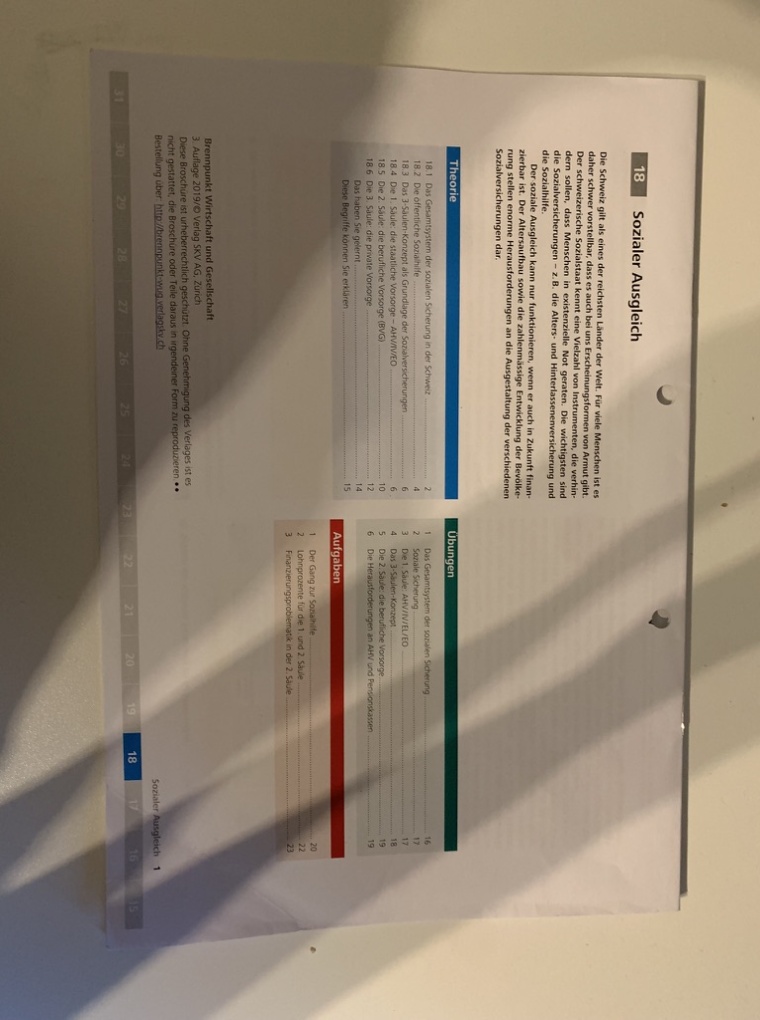 18 Sozialer Ausgleich
Die Schweiz gilt als eines der reichsten Länder der Welt. Für viele Menschen ist es
daher schwer vorstellbar, dass es auch bei uns Erscheinungsformen von Armut gibt.
Der schweizerische Sozialstaat kennt eine Vielzahl von Instrumenten, die verhin-
dern sollen, dass Menschen in existenzielle Not geraten. Die wichtigsten sind
die Sozialversicherungen – z. B. die Alters- und Hinterlassenenversicherung und
die Sozialhilfe.
Der soziale Ausgleich kann nur funktionieren, wenn er auch in Zukunft finan-
zierbar ist. Der Altersaufbau sowie die zahlenmässige Entwicklung der Bevölke-
rung stellen enorme Herausforderungen an die Ausgestaltung der verschiedenen
Sozialversicherungen dar.
Theorie
18.1 Das Gesamtsystem der sozialen Sicherung in der Schweiz 2
18.2 Die öffentliche Sozialhilfe 4
18.3 Das 3-Säulen-Konzept als Grundlage der Sozialversicherungen 6
18.4 Die 1. Säule: die staatliche Vorsorge – AHV/IV/EO 6
18.5 Die 2. Säule: die berufliche Vorsorge (BVG) 10
18.6 Die 3. Säule: die private Vorsorge 12
Das haben Sie gelernt 14
Diese Begriffe können Sie erklären 15
Übungen
1 Das Gesamtsystem der sozialen Sicherung 16
2 Soziale Sicherung 17
3 Die 1. Säule: AHV/IV/EL/EO 17
4 Das 3-Säulen-Konzept 18
5 Die 2. Säule: die berufliche Vorsorge 19
6 Die Herausforderungen an AHV und Pensionskassen 19
Aufgaben
1 Der Gang zur Sozialhilfe 20
2 Lohnprozente für die 1. und 2. Säule 22
3 Finanzierungsproblematik in der 2. Säule 23
Brennpunkt Wirtschaft und Gesellschaft
3. Auflage 2019/© Verlag SKV AG, Zürich
Diese Broschüre ist urheberrechtlich geschützt. Ohne Genehmigung des Verlages ist es
nicht gestattet, die Broschüre oder Teile daraus in irgendeiner Form zu reproduzieren.
Bestellung über: http://brennpunkt-wug.verlagskv.ch
Sozialer Ausgleich 1
31 30 29 28 27 26 25 24 23 22 21 20 19 18 17 16 15